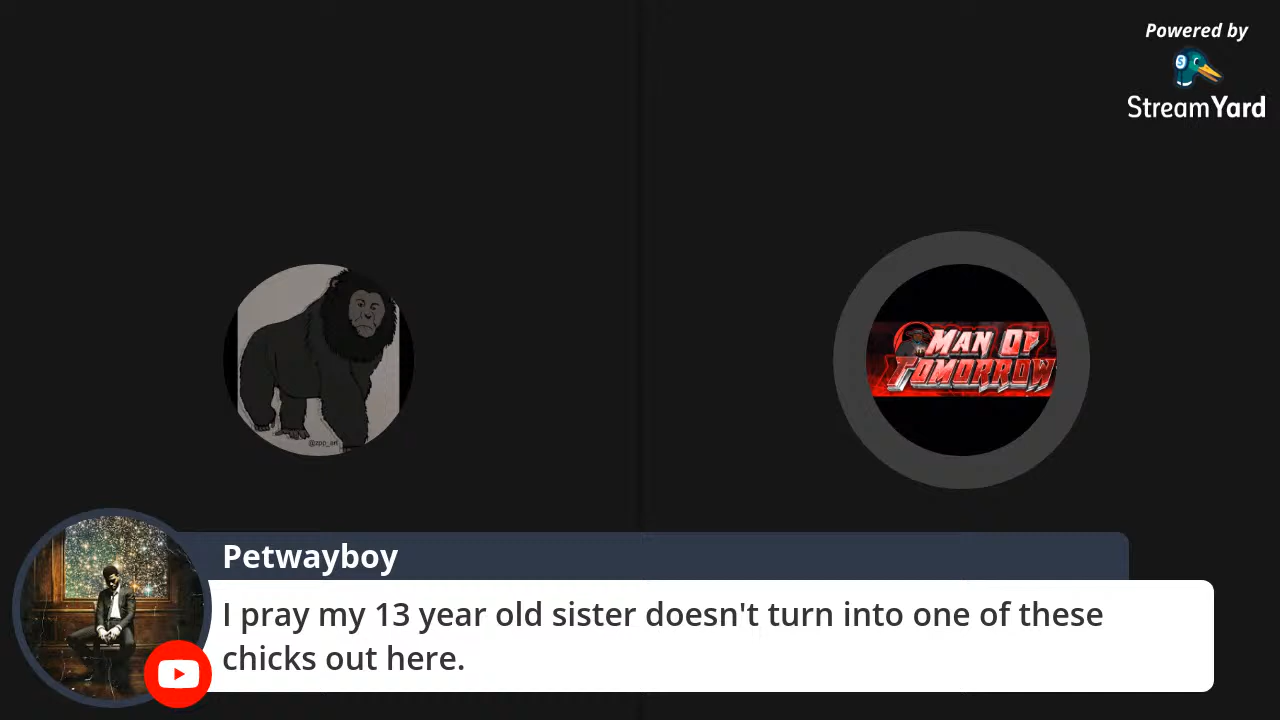 Powered by
StreamYard
MAN OF
TOMORROW
@zpo_art
Petwayboy
I pray my 13 year old sister doesn't turn into one of these
chicks out here.